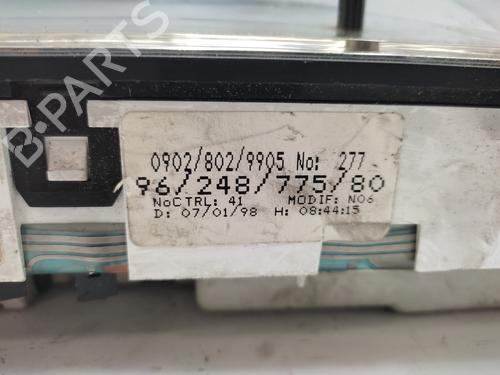 0902/802/9905 No: 277
96/248/775/80
NoCTRL: 41 MODIF: N06
D: 07/01/98 H: 08:44:15
B-PARTS